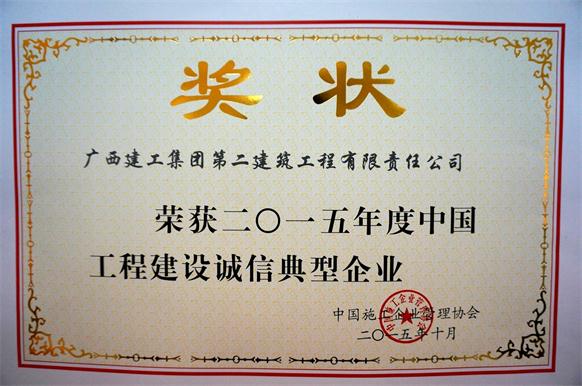 奖状
广西建工集团第二建筑工程有限责任公司
荣获二〇一五年度中国
工程建设诚信典型企业
中国施工企业管理协会
二〇一五年十月